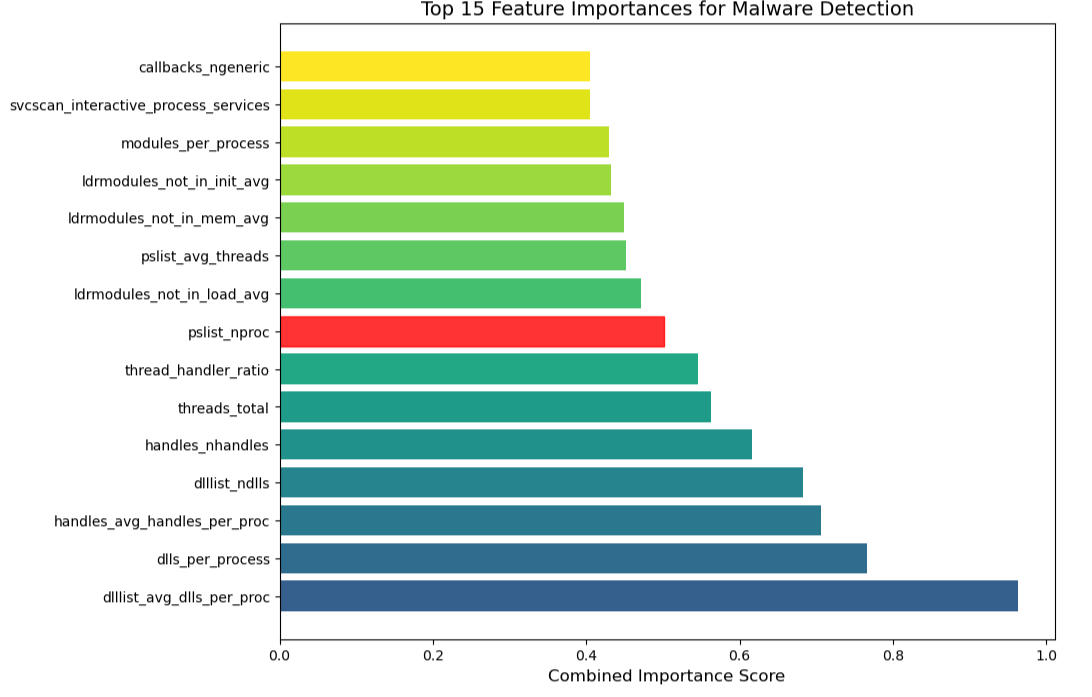 Top 15 Feature Importances for Malware Detection
callbacks_ngeneric
svcscan_interactive_process_services
modules_per_process
ldrmodules_not_in_init_avg
ldrmodules_not_in_mem_avg
pslist_avg_threads
ldrmodules_not_in_load_avg
pslist_nproc
thread_handler_ratio
threads_total
handles_nhandles
dlllist_ndlls
handles_avg_handles_per_proc
dlls_per_process
dlllist_avg_dlls_per_proc
0.0 0.2 0.4 0.6 0.8 1.0
Combined Importance Score